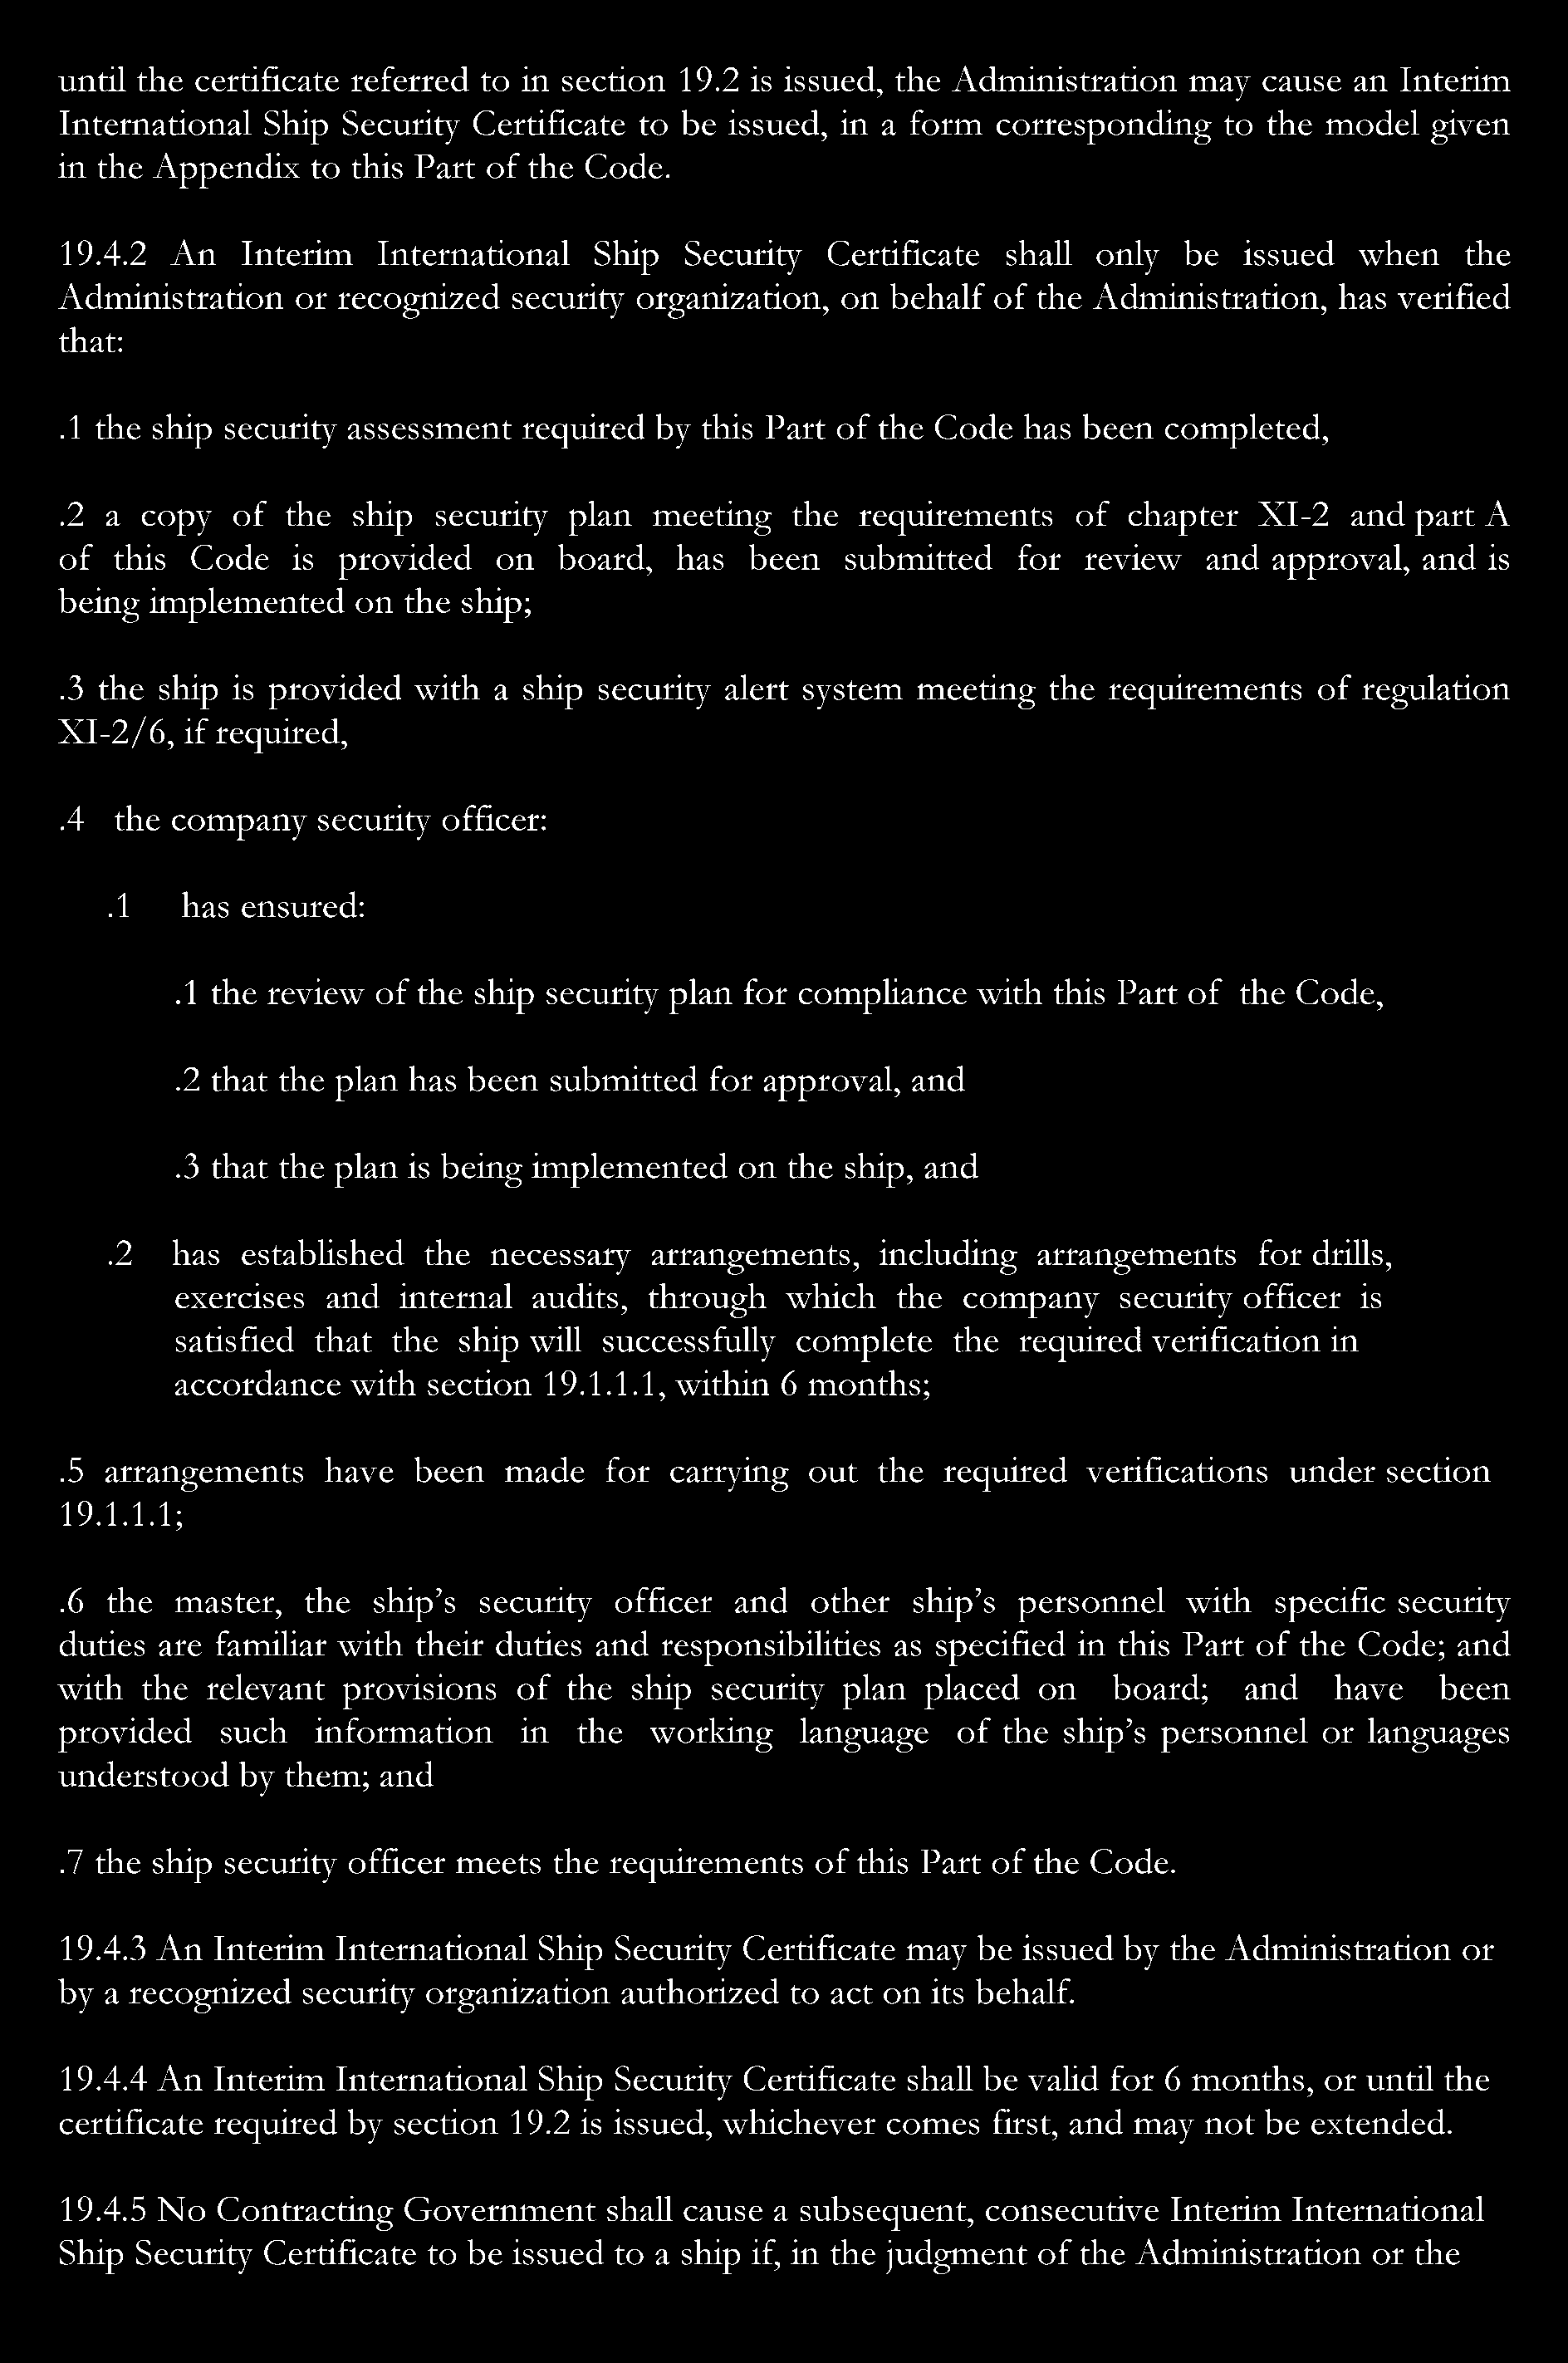 until the certificate referred to in section 19.2 is issued, the Administration may cause an Interim
International Ship Security Certificate to be issued, in a form corresponding to the model given
in the Appendix to this Part of the Code.
19.4.2 An Interim International Ship Security Certificate shall only be issued when the
Administration or recognized security organization, on behalf of the Administration, has verified
that:
.1 the ship security assessment required by this Part of the Code has been completed,
.2 a copy of the ship security plan meeting the requirements of chapter XI-2 and part A
of this Code is provided on board, has been submitted for review and approval, and is
being implemented on the ship;
.3 the ship is provided with a ship security alert system meeting the requirements of regulation
XI-2/6, if required,
.4 the company security officer:
.1 has ensured:
.1 the review of the ship security plan for compliance with this Part of the Code,
.2 that the plan has been submitted for approval, and
.3 that the plan is being implemented on the ship, and
.2 has established the necessary arrangements, including arrangements for drills,
exercises and internal audits, through which the company security officer is
satisfied that the ship will successfully complete the required verification in
accordance with section 19.1.1.1, within 6 months;
.5 arrangements have been made for carrying out the required verifications under section
19.1.1.1;
.6 the master, the ship’s security officer and other ship’s personnel with specific security
duties are familiar with their duties and responsibilities as specified in this Part of the Code; and
with the relevant provisions of the ship security plan placed on board; and have been
provided such information in the working language of the ship’s personnel or languages
understood by them; and
.7 the ship security officer meets the requirements of this Part of the Code.
19.4.3 An Interim International Ship Security Certificate may be issued by the Administration or
by a recognized security organization authorized to act on its behalf.
19.4.4 An Interim International Ship Security Certificate shall be valid for 6 months, or until the
certificate required by section 19.2 is issued, whichever comes first, and may not be extended.
19.4.5 No Contracting Government shall cause a subsequent, consecutive Interim International
Ship Security Certificate to be issued to a ship if, in the judgment of the Administration or the